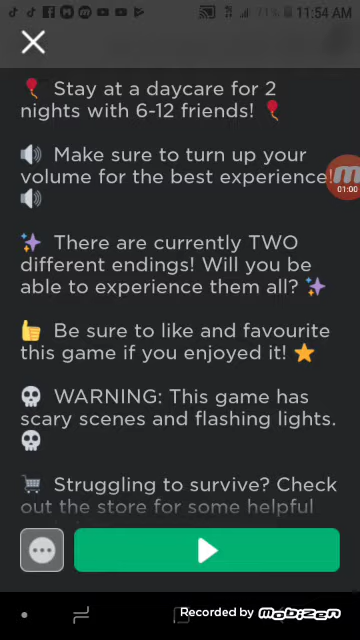 71% 11:54 AM
🎈 Stay at a daycare for 2
nights with 6-12 friends! 🎈
🔊 Make sure to turn up your
volume for the best experience!
🔊
01:00
✨ There are currently TWO
different endings! Will you be
able to experience them all? ✨
👍 Be sure to like and favourite
this game if you enjoyed it! ⭐
💀 WARNING: This game has
scary scenes and flashing lights.
💀
🛒 Struggling to survive? Check
out the store for some helpful
Recorded by mobizen